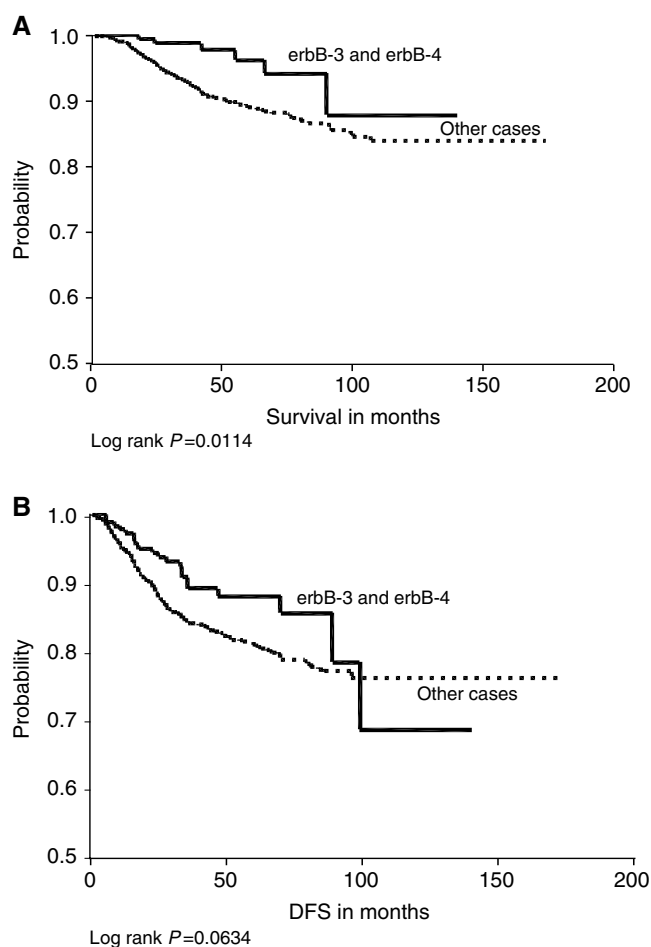 A
1.0
0.9
0.8
0.7
0.6
0.5
Probability
erbB-3 and erbB-4
Other cases
0 50 100 150 200
Survival in months
Log rank P=0.0114
B
1.0
0.9
0.8
0.7
0.6
0.5
Probability
erbB-3 and erbB-4
Other cases
0 50 100 150 200
DFS in months
Log rank P=0.0634